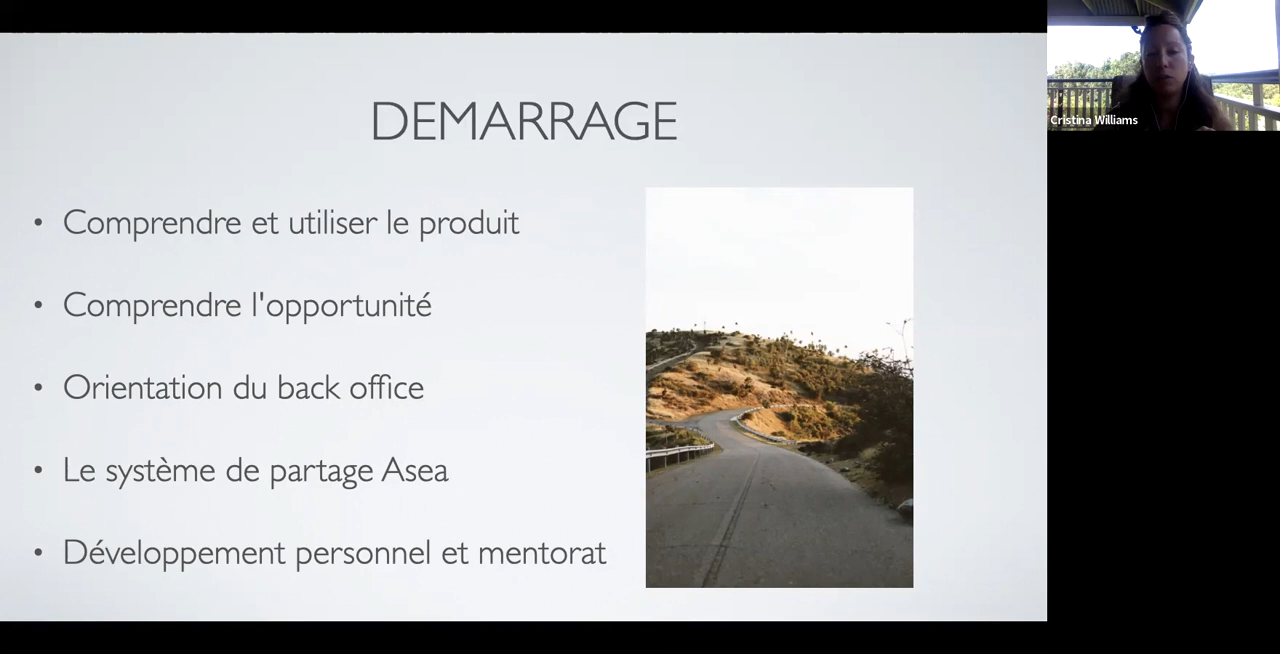 DEMARRAGE
• Comprendre et utiliser le produit
• Comprendre l'opportunité
• Orientation du back office
• Le système de partage Asea
• Développement personnel et mentorat
Cristina Williams